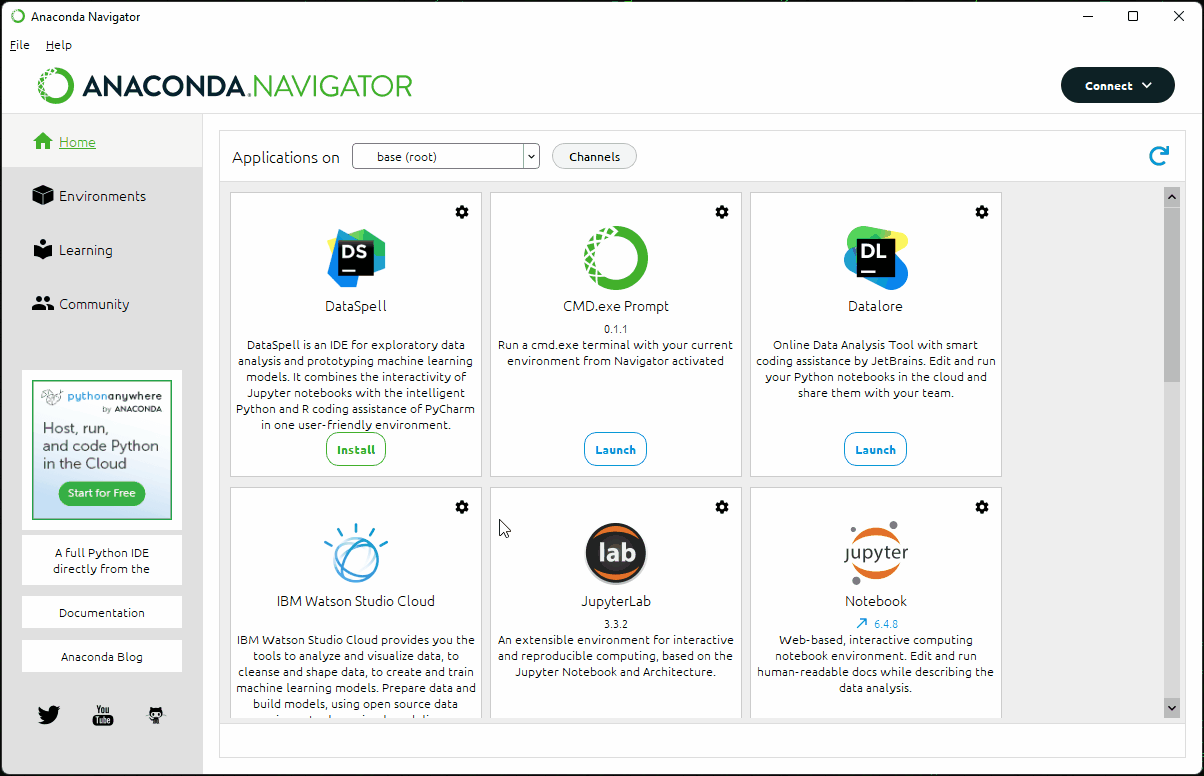 Anaconda Navigator
File Help
ANACONDA.NAVIGATOR
Connect
Home
Environments
Learning
Community
pythonanywhere
by ANACONDA
Host, run,
and code Python
in the Cloud
Start for Free
A full Python IDE
directly from the
Documentation
Anaconda Blog
You
Tube
Applications on base (root) Channels
DS
DataSpell
DataSpell is an IDE for exploratory data
analysis and prototyping machine learning
models. It combines the interactivity of
Jupyter notebooks with the intelligent
Python and R coding assistance of PyCharm
in one user-friendly environment.
Install
CMD.exe Prompt
0.1.1
Run a cmd.exe terminal with your current
environment from Navigator activated
Launch
DL
Datalore
Online Data Analysis Tool with smart
coding assistance by JetBrains. Edit and run
your Python notebooks in the cloud and
share them with your team.
Launch
IBM Watson Studio Cloud
IBM Watson Studio Cloud provides you the
tools to analyze and visualize data, to
cleanse and shape data, to create and train
machine learning models. Prepare data and
build models, using open source data
lab
JupyterLab
3.3.2
An extensible environment for interactive
and reproducible computing, based on the
Jupyter Notebook and Architecture.
jupyter
Notebook
6.4.8
Web-based, interactive computing
notebook environment. Edit and run
human-readable docs while describing the
data analysis.